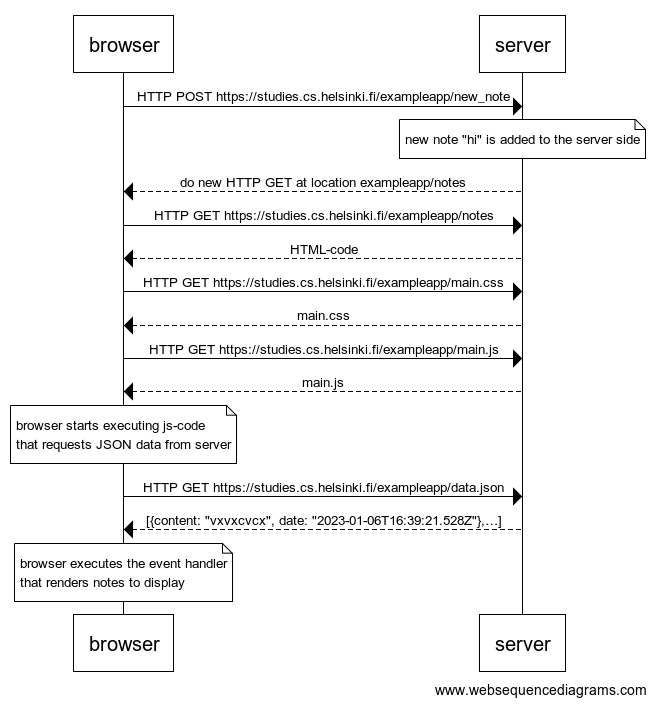 browser
server
HTTP POST https://studies.cs.helsinki.fi/exampleapp/new_note
new note "hi" is added to the server side
do new HTTP GET at location exampleapp/notes
HTTP GET https://studies.cs.helsinki.fi/exampleapp/notes
HTML-code
HTTP GET https://studies.cs.helsinki.fi/exampleapp/main.css
main.css
HTTP GET https://studies.cs.helsinki.fi/exampleapp/main.js
main.js
browser starts executing js-code
that requests JSON data from server
HTTP GET https://studies.cs.helsinki.fi/exampleapp/data.json
[{content: "vxvxcvcx", date: "2023-01-06T16:39:21.528Z"},…]
browser executes the event handler
that renders notes to display
browser
server
www.websequencediagrams.com